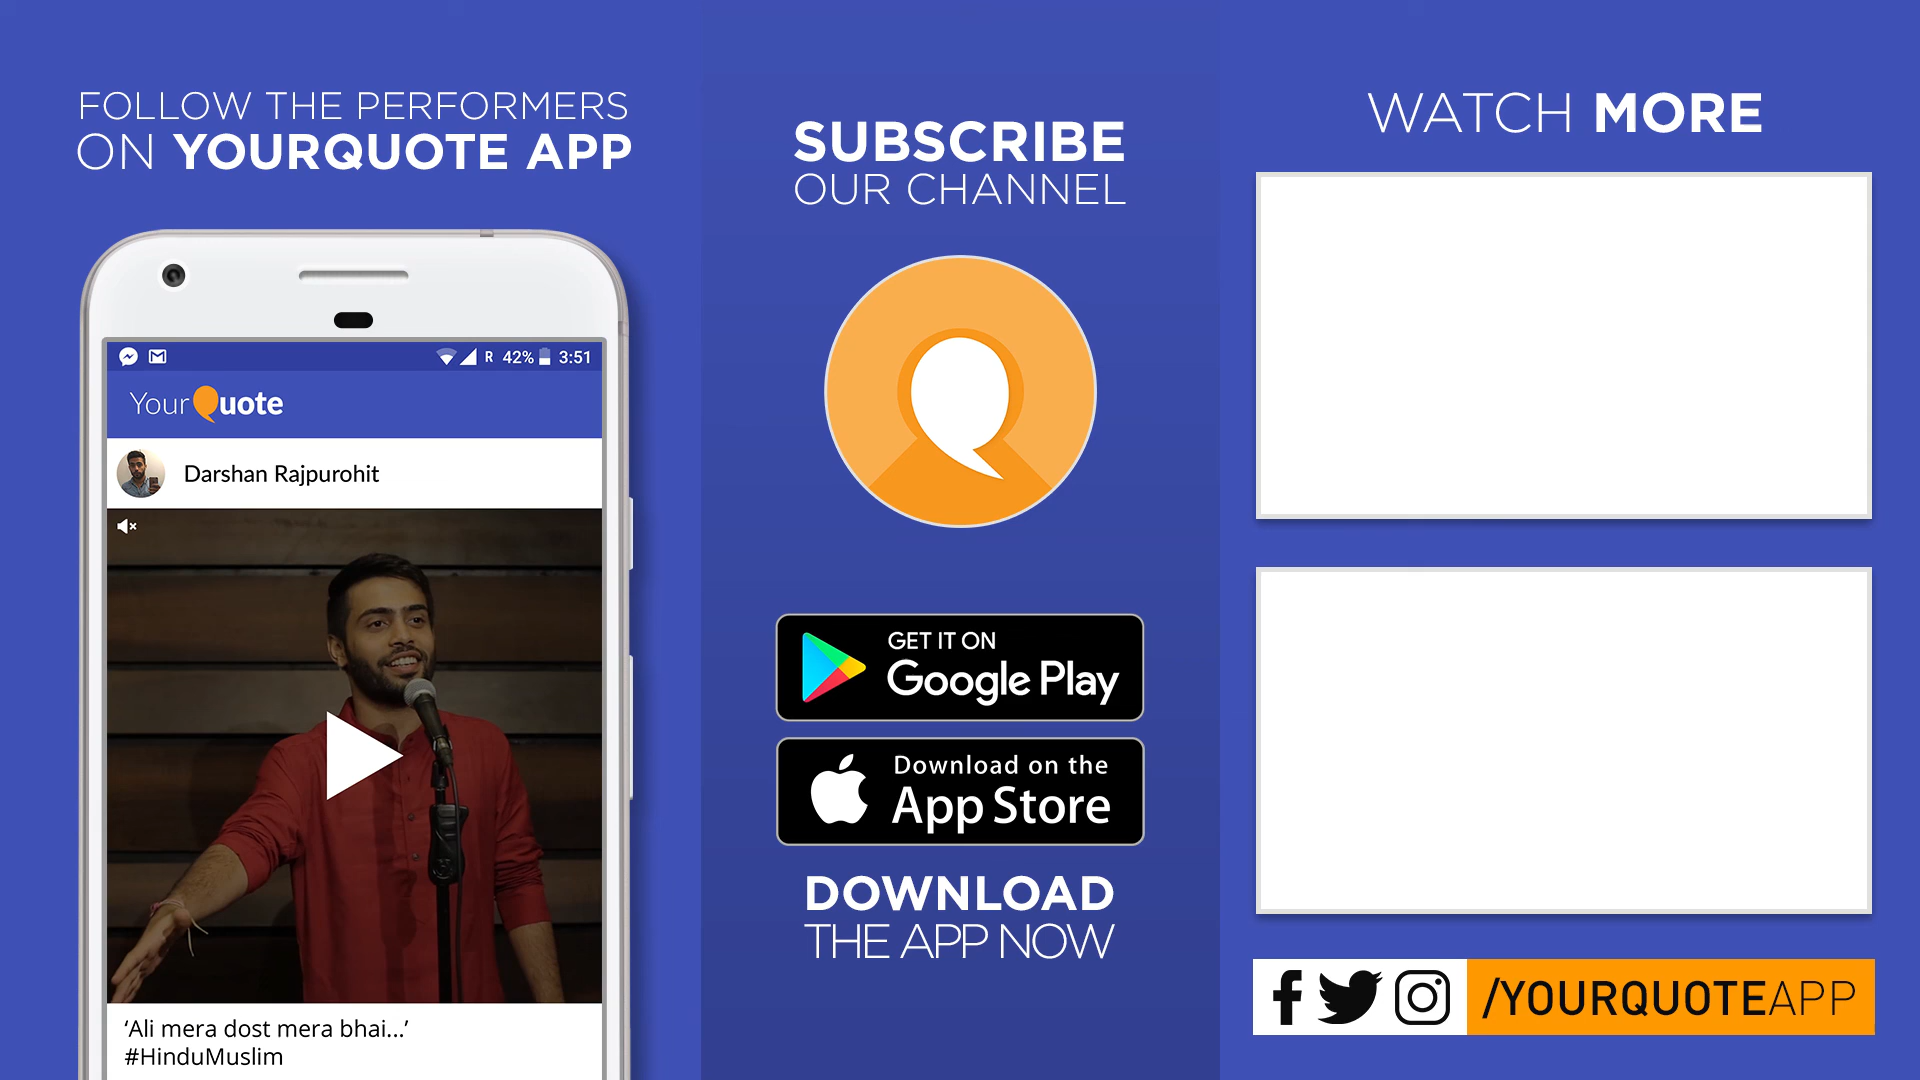 FOLLOW THE PERFORMERS
ON YOURQUOTE APP
R 42% 3:51
YourQuote
Darshan Rajpurohit
‘Ali mera dost mera bhai...’
#HinduMuslim
SUBSCRIBE
OUR CHANNEL
GET IT ON
Google Play
Download on the
App Store
DOWNLOAD
THE APP NOW
WATCH MORE
/YOURQUOTEAPP